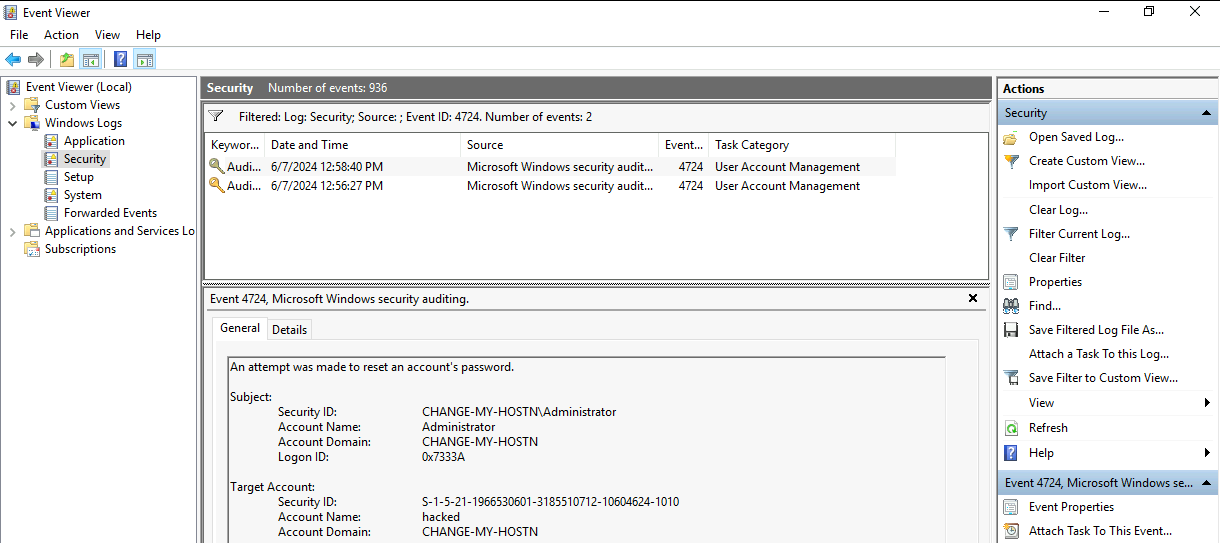 Event Viewer
File Action View Help
Event Viewer (Local)
Custom Views
Windows Logs
Application
Security
Setup
System
Forwarded Events
Applications and Services Lo
Subscriptions
Security Number of events: 936
Filtered: Log: Security; Source: ; Event ID: 4724. Number of events: 2
Keywor... Date and Time Source Event... Task Category
Audi... 6/7/2024 12:58:40 PM Microsoft Windows security audit... 4724 User Account Management
Audi... 6/7/2024 12:56:27 PM Microsoft Windows security audit... 4724 User Account Management
Event 4724, Microsoft Windows security auditing.
General Details
An attempt was made to reset an account's password.
Subject:
Security ID: CHANGE-MY-HOSTN\Administrator
Account Name: Administrator
Account Domain: CHANGE-MY-HOSTN
Logon ID: 0x7333A
Target Account:
Security ID: S-1-5-21-1966530601-3185510712-10604624-1010
Account Name: hacked
Account Domain: CHANGE-MY-HOSTN
Actions
Security
Open Saved Log...
Create Custom View...
Import Custom View...
Clear Log...
Filter Current Log...
Clear Filter
Properties
Find...
Save Filtered Log File As...
Attach a Task To this Log...
Save Filter to Custom View...
View
Refresh
Help
Event 4724, Microsoft Windows se...
Event Properties
Attach Task To This Event...